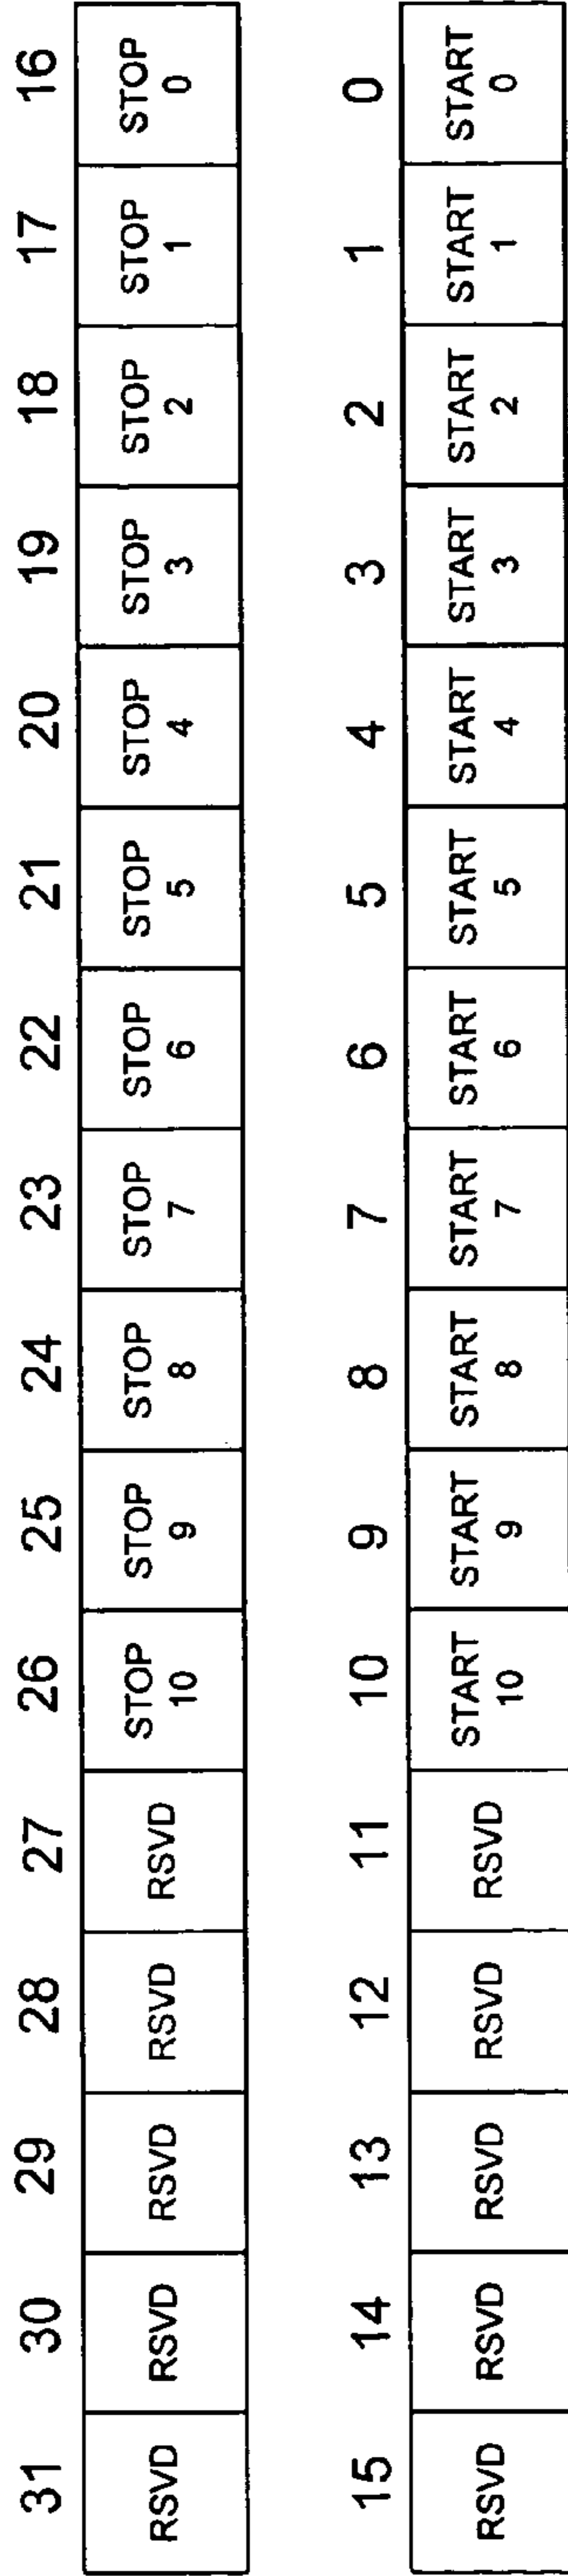 31 30 29 28 27 26 25 24 23 22 21 20 19 18 17 16
RSVD RSVD RSVD RSVD RSVD STOP 10 STOP 9 STOP 8 STOP 7 STOP 6 STOP 5 STOP 4 STOP 3 STOP 2 STOP 1 STOP 0
15 14 13 12 11 10 9 8 7 6 5 4 3 2 1 0
RSVD RSVD RSVD RSVD RSVD START 10 START 9 START 8 START 7 START 6 START 5 START 4 START 3 START 2 START 1 START 0